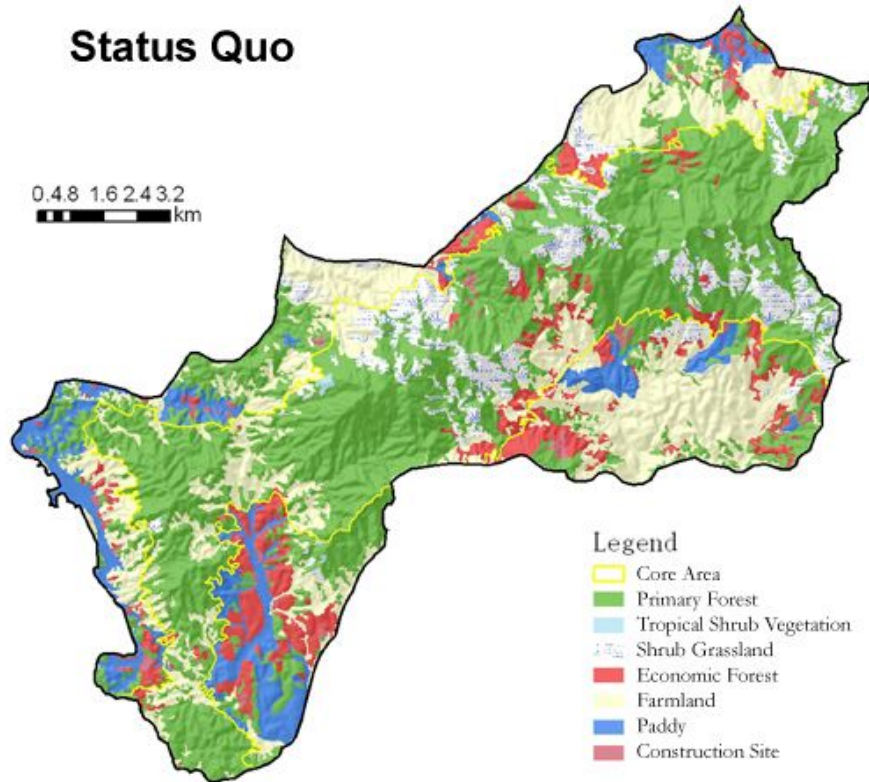 Status Quo
0.4.8 1.6 2.4 3.2
km
Legend
Core Area
Primary Forest
Tropical Shrub Vegetation
Shrub Grassland
Economic Forest
Farmland
Paddy
Construction Site